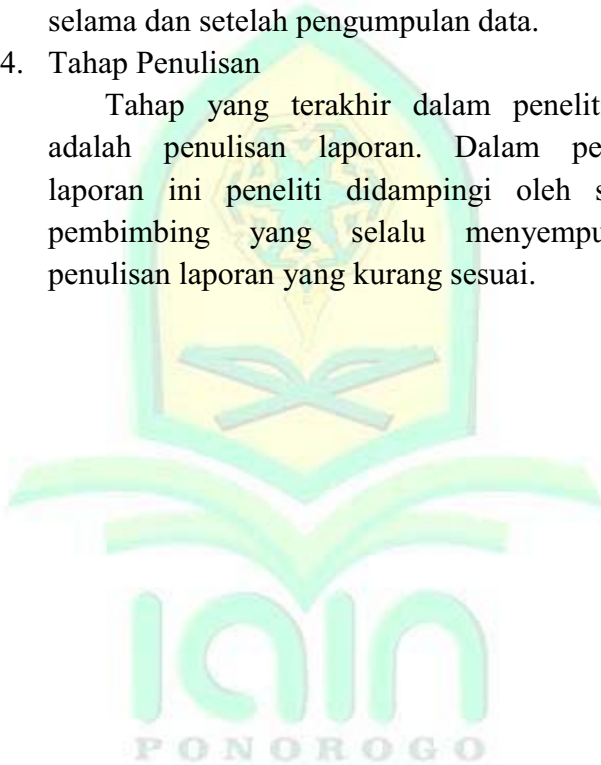 selama dan setelah pengumpulan data.
4. Tahap Penulisan
Tahap yang terakhir dalam penelit
adalah penulisan laporan. Dalam pe
laporan ini peneliti didampingi oleh s
pembimbing yang selalu menyempu
penulisan laporan yang kurang sesuai.
iain
PONOROGO